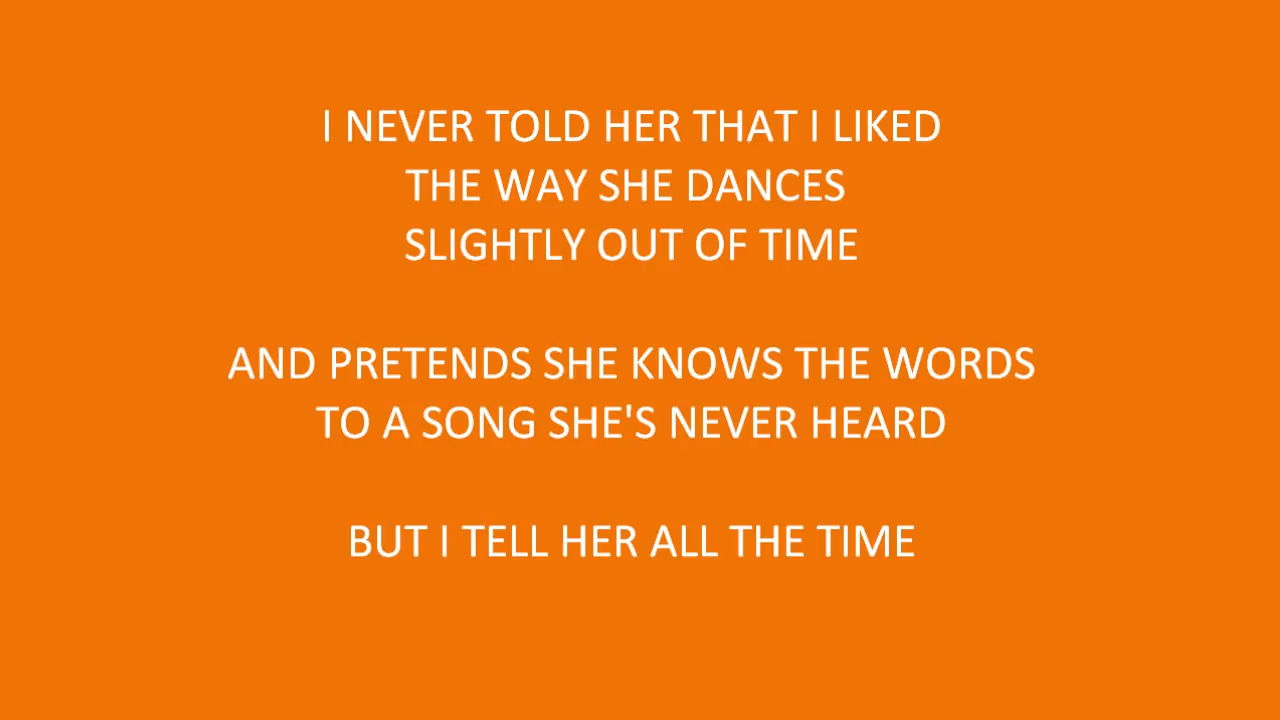 I NEVER TOLD HER THAT I LIKED
THE WAY SHE DANCES
SLIGHTLY OUT OF TIME
AND PRETENDS SHE KNOWS THE WORDS
TO A SONG SHE'S NEVER HEARD
BUT I TELL HER ALL THE TIME